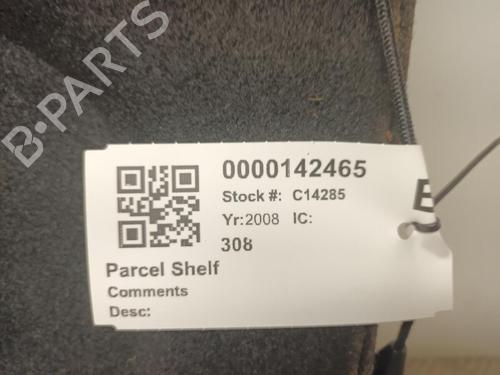 B-PARTS
0000142465
Stock #: C14285
Yr:2008 IC:
308
Parcel Shelf
Comments
Desc: